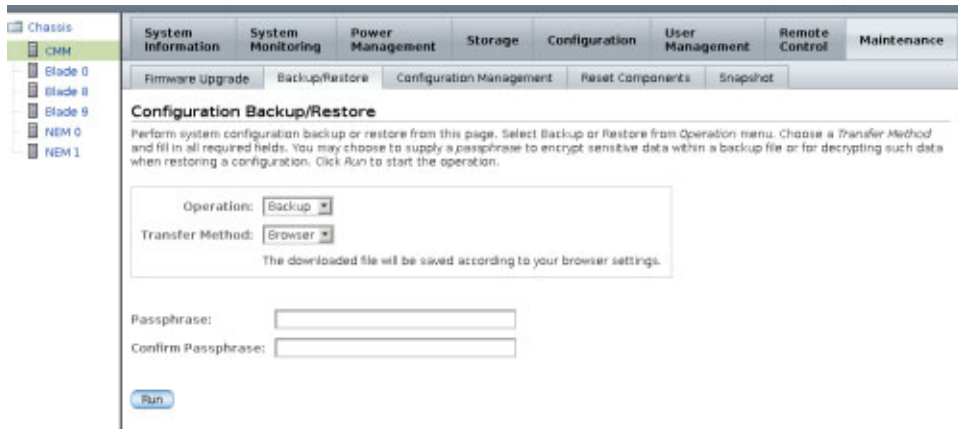 Chassis
CMM
Blade 0
Blade 8
Blade 9
NEM 0
NEM 1
System Information
System Monitoring
Power Management
Storage
Configuration
User Management
Remote Control
Maintenance
Firmware Upgrade
Backup/Restore
Configuration Management
Reset Components
Snapshot
Configuration Backup/Restore
Perform system configuration backup or restore from this page. Select Backup or Restore from Operation menu. Choose a Transfer Method
and fill in all required fields. You may choose to supply a passphrase to encrypt sensitive data within a backup file or for decrypting such data
when restoring a configuration. Click Run to start the operation.
Operation: Backup
Transfer Method: Browser
The downloaded file will be saved according to your browser settings.
Passphrase:
Confirm Passphrase:
Run